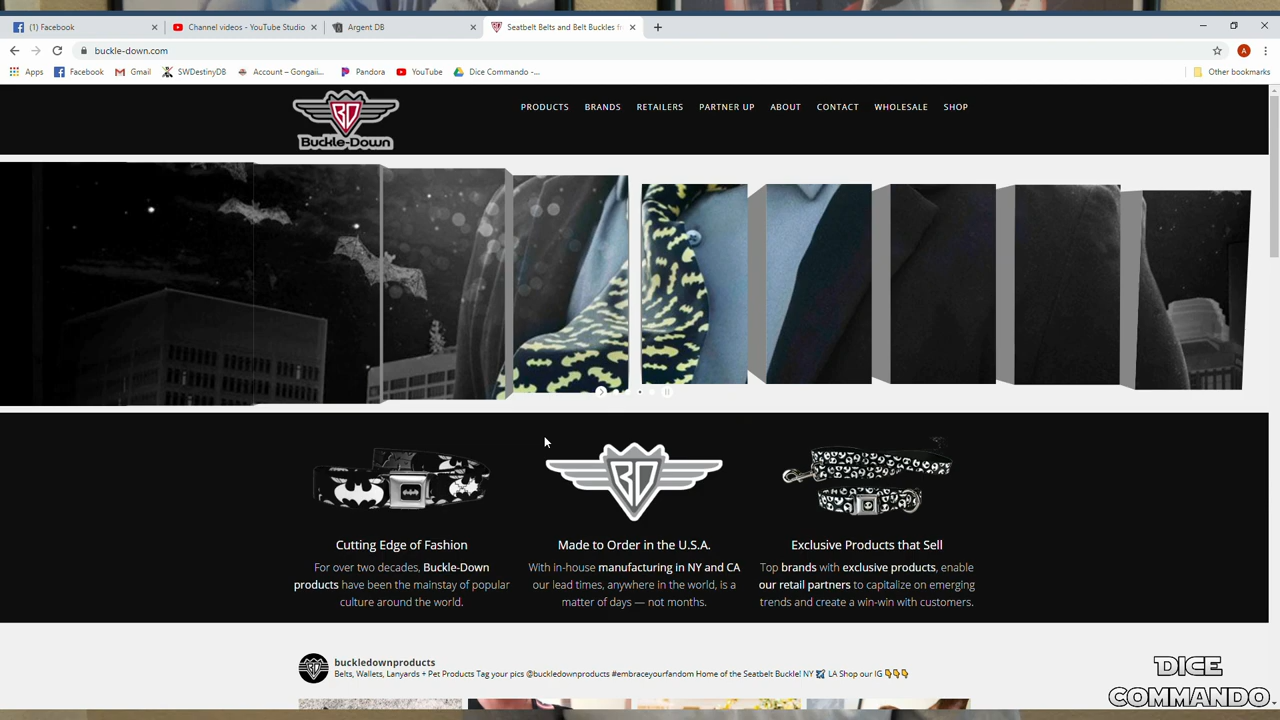 (1) Facebook
Channel videos - YouTube Studio
Argent DB
Seatbelt Belts and Belt Buckles fr
buckle-down.com
A
Apps
Facebook
Gmail
SWDestinyDB
Account – Gongaii...
Pandora
YouTube
Dice Commando -...
Other bookmarks
BD
Buckle-Down
PRODUCTS
BRANDS
RETAILERS
PARTNER UP
ABOUT
CONTACT
WHOLESALE
SHOP
BD
Cutting Edge of Fashion
For over two decades, Buckle-Down
products have been the mainstay of popular
culture around the world.
Made to Order in the U.S.A.
With in-house manufacturing in NY and CA
our lead times, anywhere in the world, is a
matter of days — not months.
Exclusive Products that Sell
Top brands with exclusive products, enable
our retail partners to capitalize on emerging
trends and create a win-win with customers.
BD
buckledownproducts
Belts, Wallets, Lanyards + Pet Products Tag your pics @buckledownproducts #embraceyourfandom Home of the Seatbelt Buckle! NY ✈️ LA Shop our IG 👇👇👇
DICE
COMMANDO